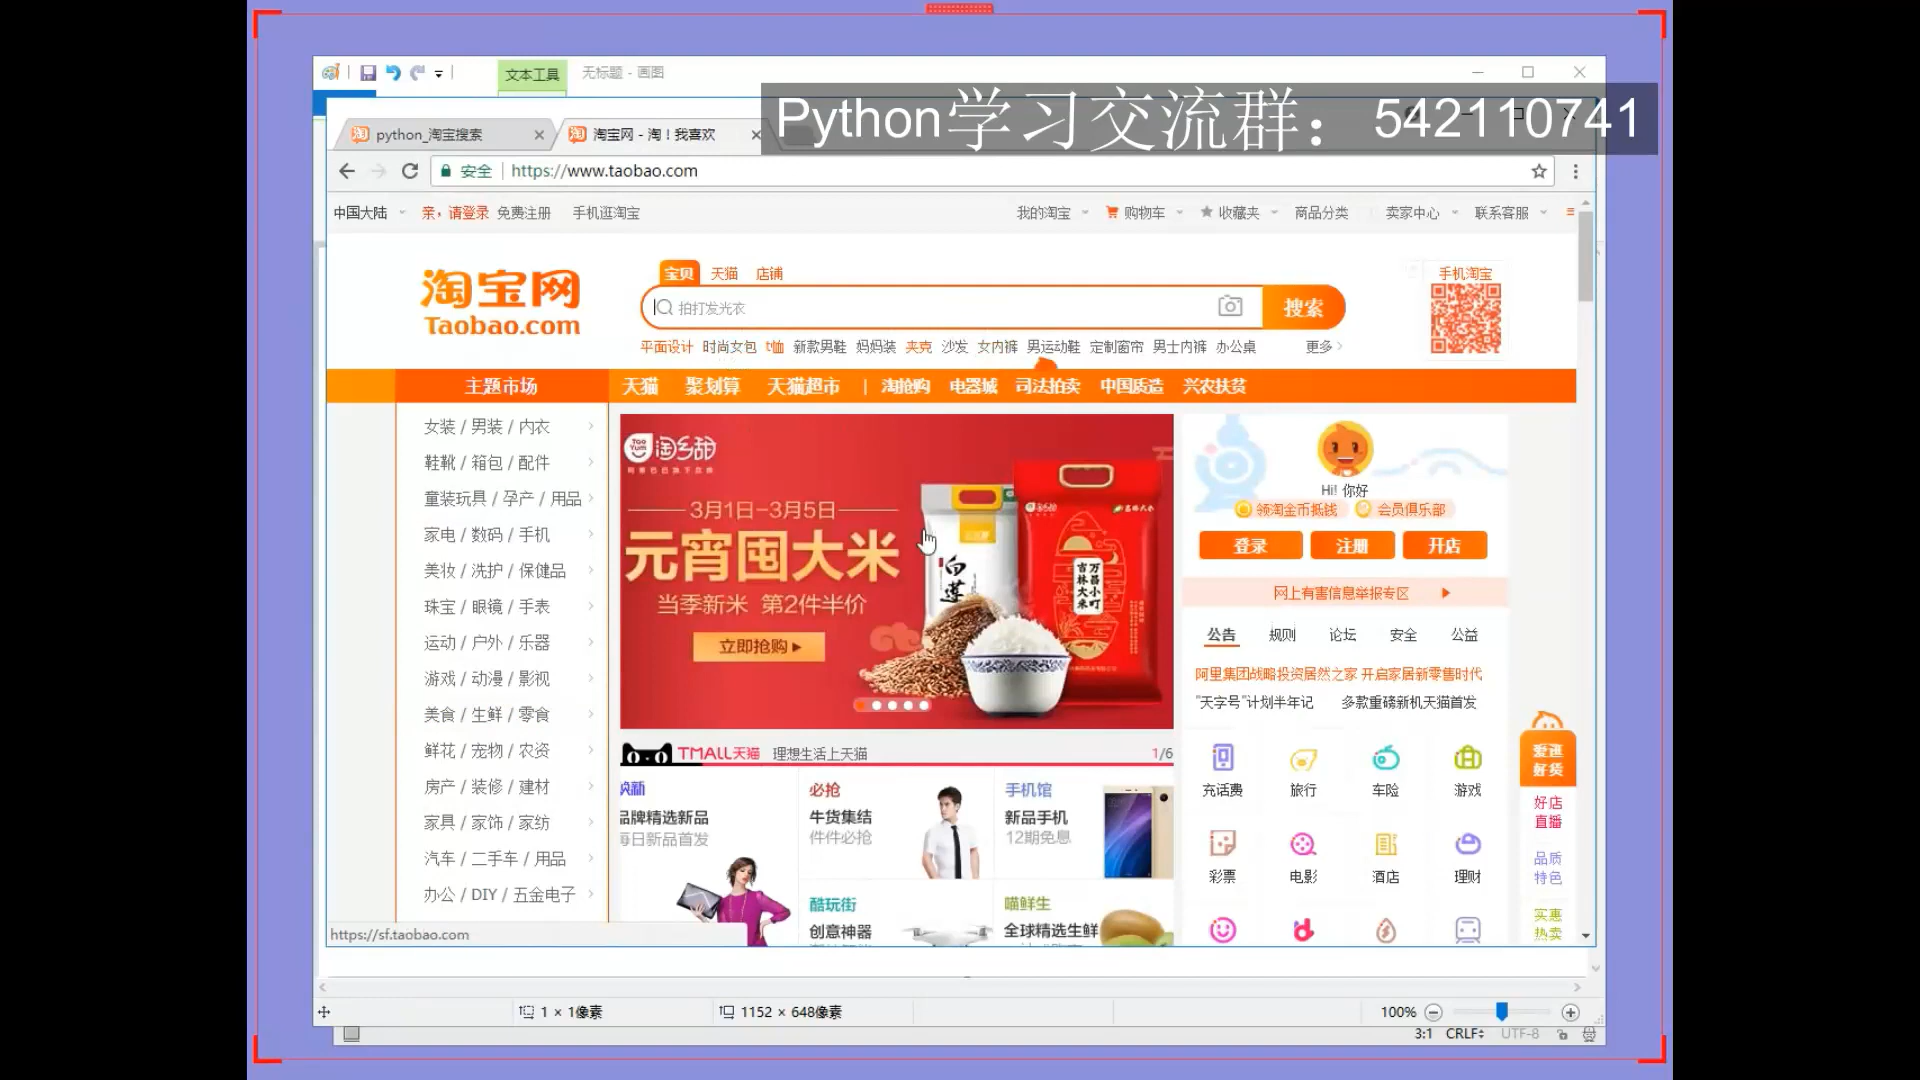 文本工具
无标题 - 画图
Python学习交流群： 542110741
python_淘宝搜索
淘宝网 - 淘！我喜欢
安全
https://www.taobao.com
中国大陆
亲，请登录 免费注册 手机逛淘宝
我的淘宝 购物车 收藏夹 商品分类 卖家中心 联系客服
宝贝 天猫 店铺
淘宝网
Taobao.com
拍打发光衣
搜索
手机淘宝
平面设计 时尚女包 t恤 新款男鞋 妈妈装 夹克 沙发 女内裤 男运动鞋 定制窗帘 男士内裤 办公桌 更多
主题市场
天猫 聚划算 天猫超市 | 淘抢购 电器城 司法拍卖 中国质造 兴农扶贫
女装 / 男装 / 内衣
鞋靴 / 箱包 / 配件
童装玩具 / 孕产 / 用品
家电 / 数码 / 手机
美妆 / 洗护 / 保健品
珠宝 / 眼镜 / 手表
运动 / 户外 / 乐器
游戏 / 动漫 / 影视
美食 / 生鲜 / 零食
鲜花 / 宠物 / 农资
房产 / 装修 / 建材
家具 / 家饰 / 家纺
汽车 / 二手车 / 用品
办公 / DIY / 五金电子
淘乡甜
3月1日-3月5日
元宵囤大米
当季新米 第2件半价
立即抢购
白莲
万昌小町
吉林大米
Hi! 你好
领淘金币抵钱 会员俱乐部
登录 注册 开店
网上有害信息举报专区
公告 规则 论坛 安全 公益
阿里集团战略投资居然之家 开启家居新零售时代
"天字号"计划半年记 多款重磅新机天猫首发
TMALL天猫 理想生活上天猫 1/6
焕新
品牌精选新品
每日新品首发
必抢
牛货集结
件件必抢
手机馆
新品手机
12期免息
酷玩街
创意神器
喵鲜生
全球精选生鲜
充话费 旅行 车险 游戏
彩票 电影 酒店 理财
爱逛
好货
好店
直播
品质
特色
实惠
热卖
https://sf.taobao.com
1 × 1像素
1152 × 648像素
100%
3:1 CRLF UTF-8